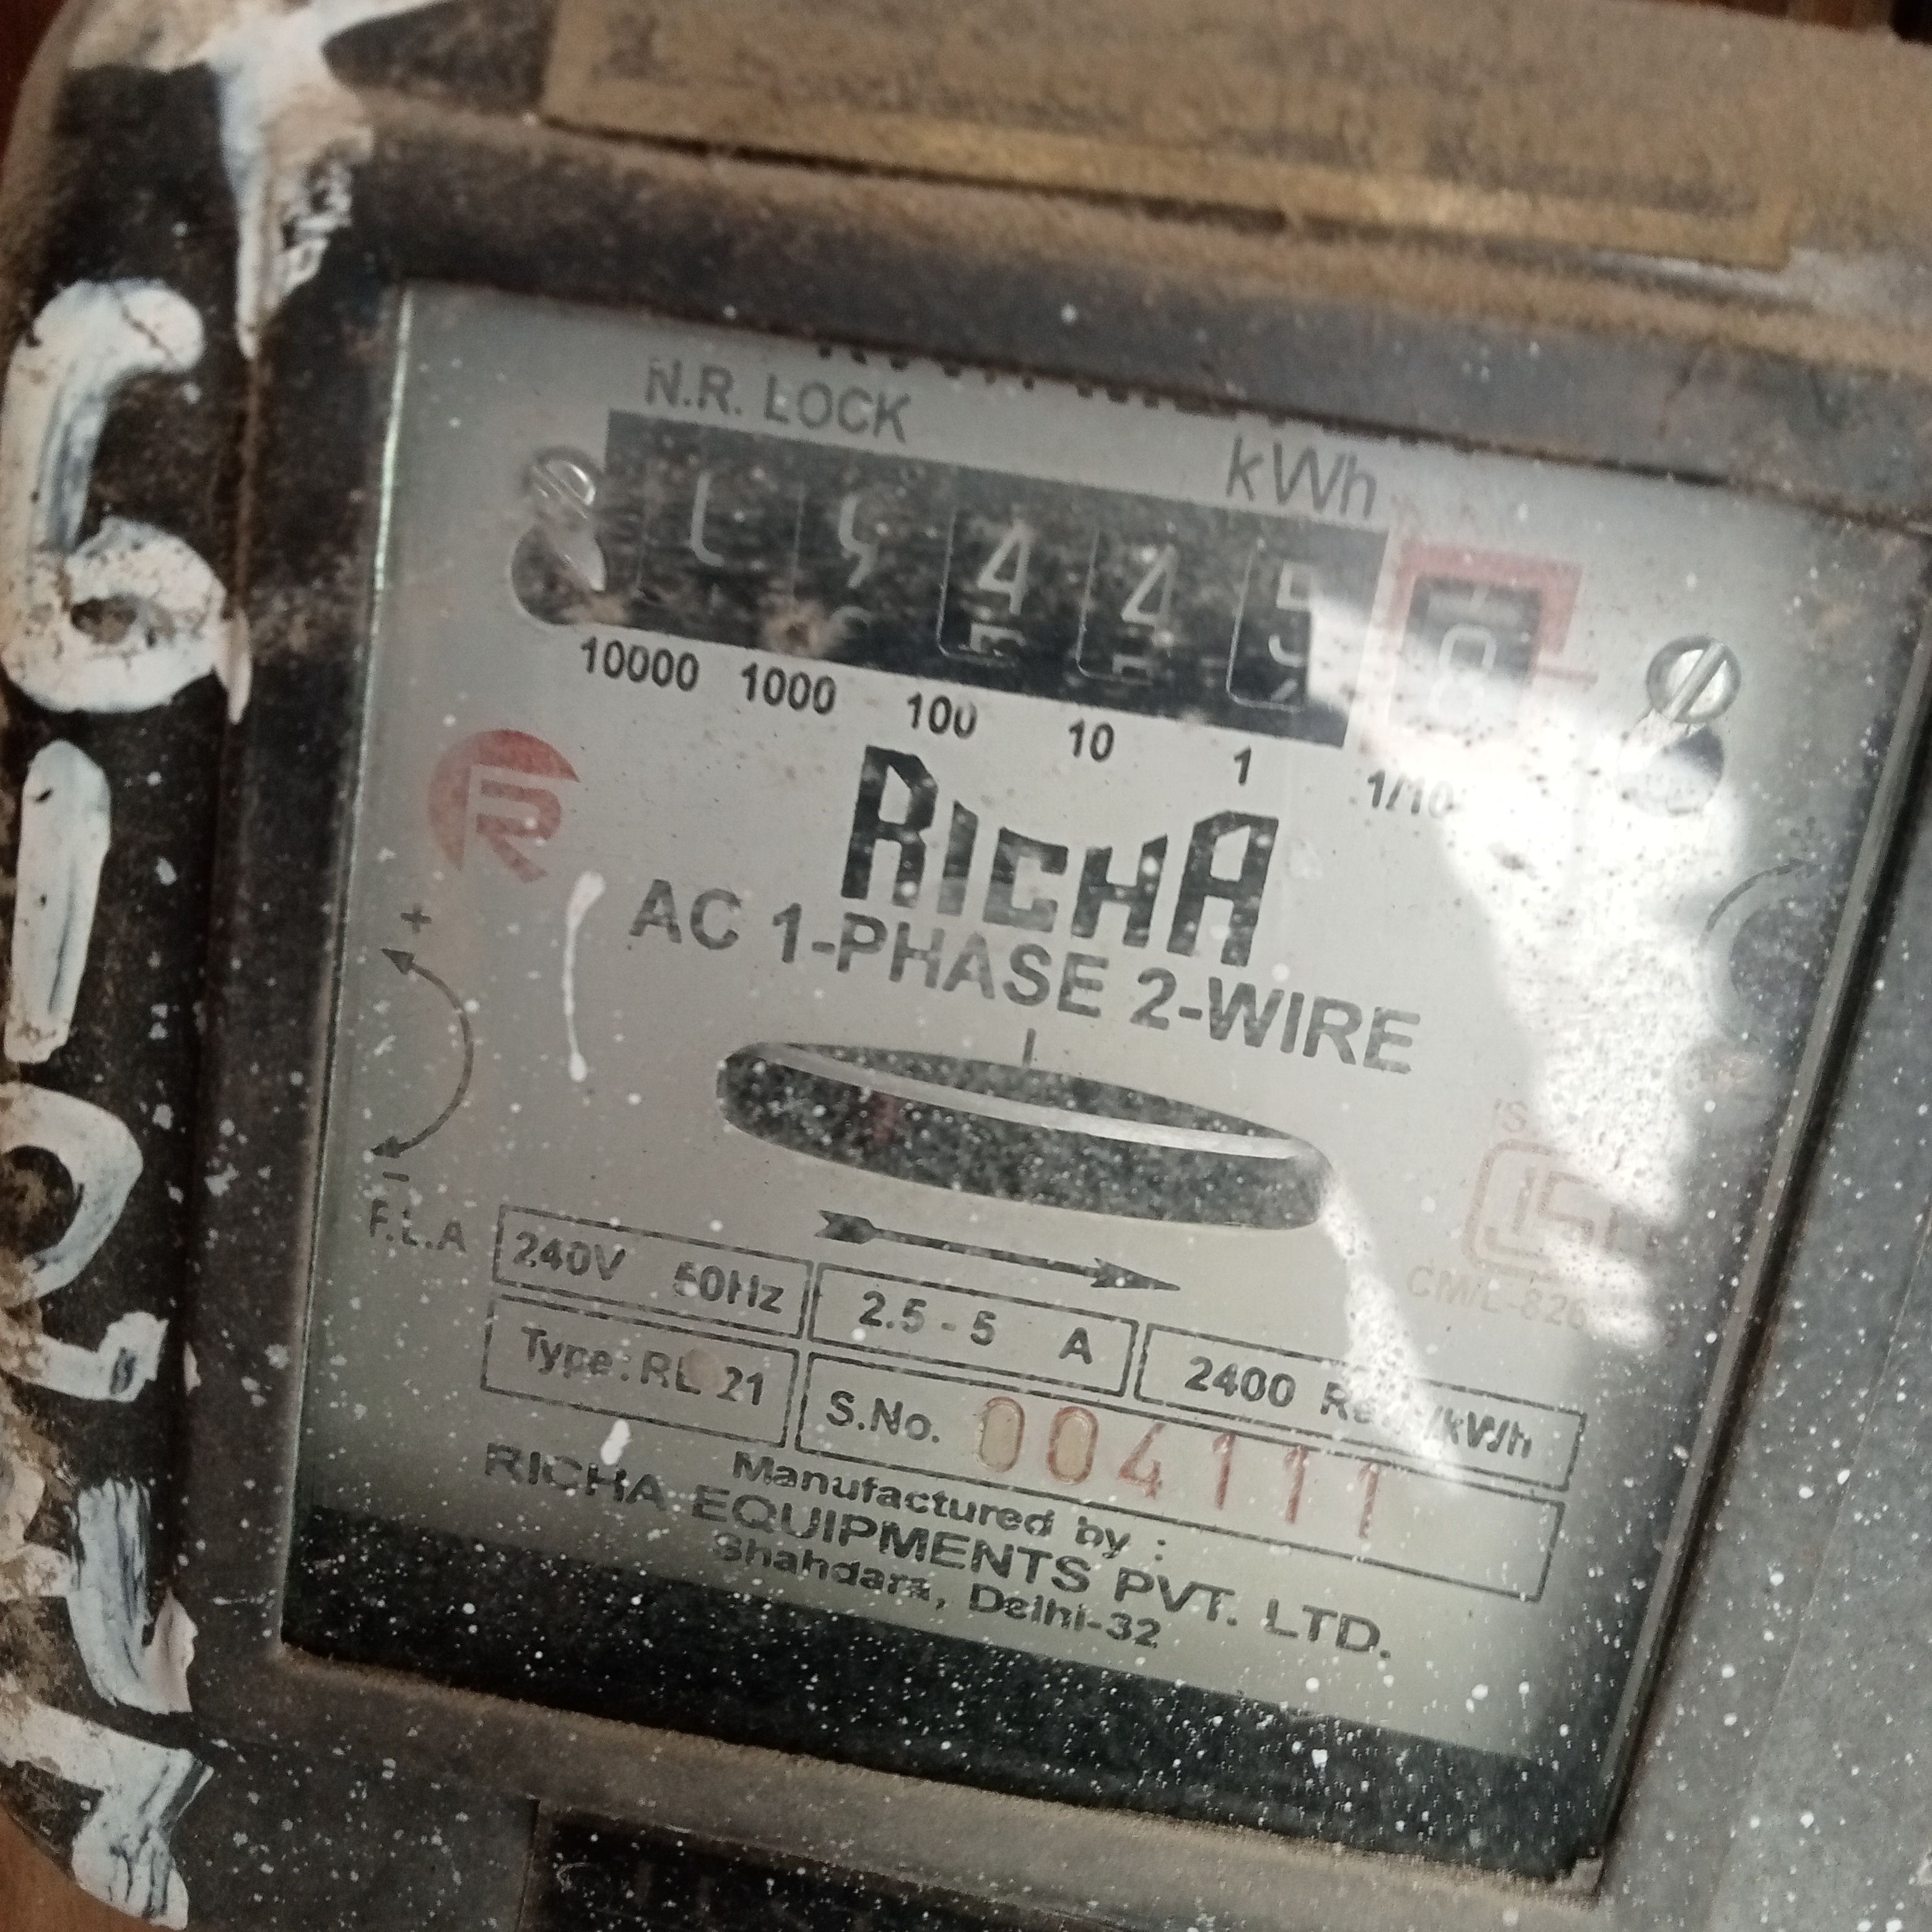 N.R. LOCK
kWh
4 4 5
10000 1000 100 10 1 1/10
RICHA
AC 1-PHASE 2-WIRE
+
-
F.L.A
240V 50Hz
2.5 - 5 A
2400 Rev/kWh
Type: RL 21
S.No. 004111
Manufactured by :
RICHA EQUIPMENTS PVT. LTD.
Shahdara, Delhi-32